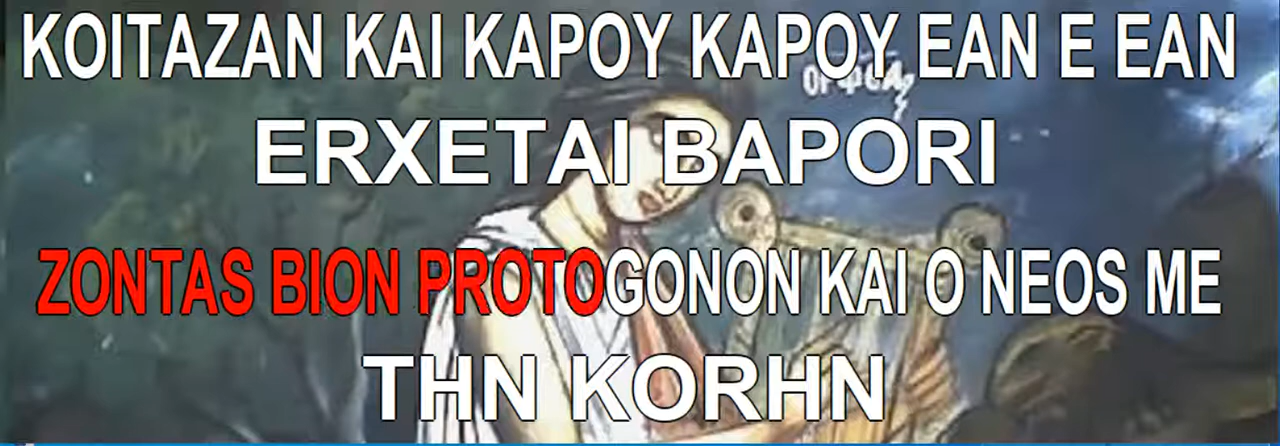 KOITAZAN KAI KAPOY KAPOY EAN E EAN
ERXETAI BAPORI
ZONTAS BION PROTOGONON KAI O NEOS ME
THN KORHN